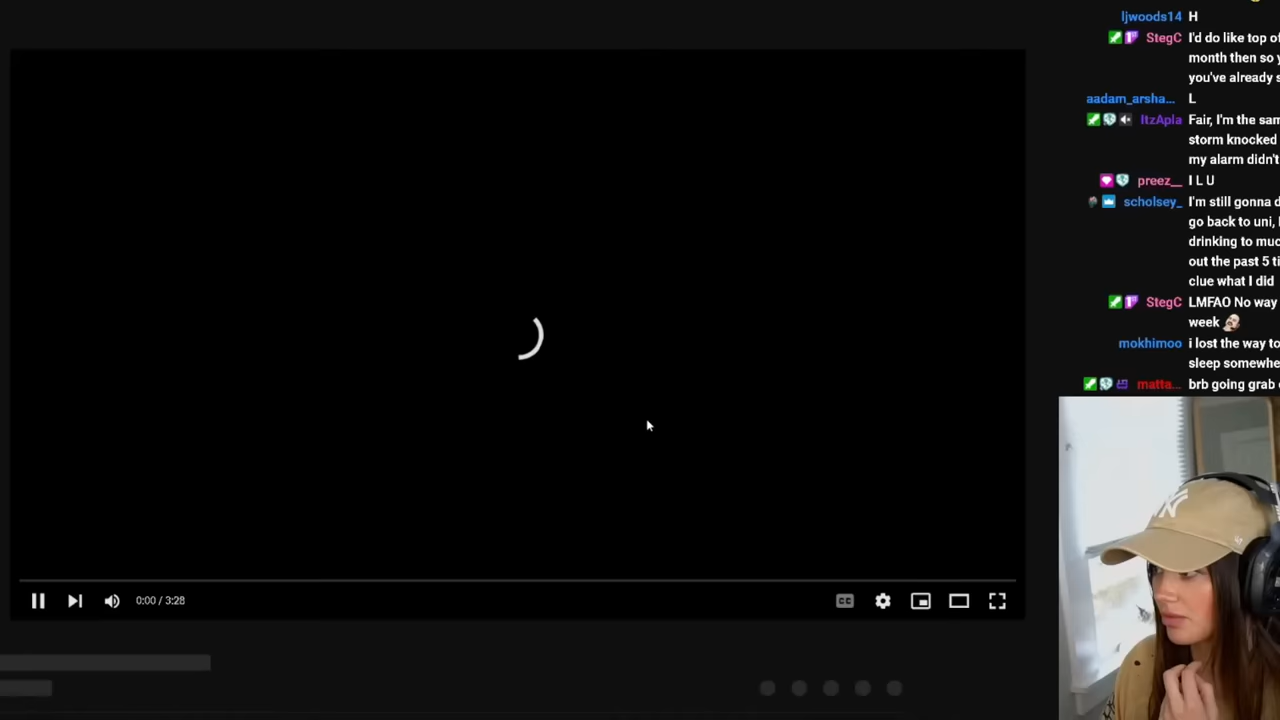 ljwoods14 H
StegC I'd do like top of
month then so
you've already s
aadam_arsha... L
ItzApla Fair, I'm the sam
storm knocked
my alarm didn't
preez__ I L U
scholsey_ I'm still gonna d
go back to uni,
drinking to muc
out the past 5 ti
clue what I did
StegC LMFAO No way
week
mokhimoo i lost the way to
sleep somewhe
matta... brb going grab
0:00 / 3:28
CC
NY